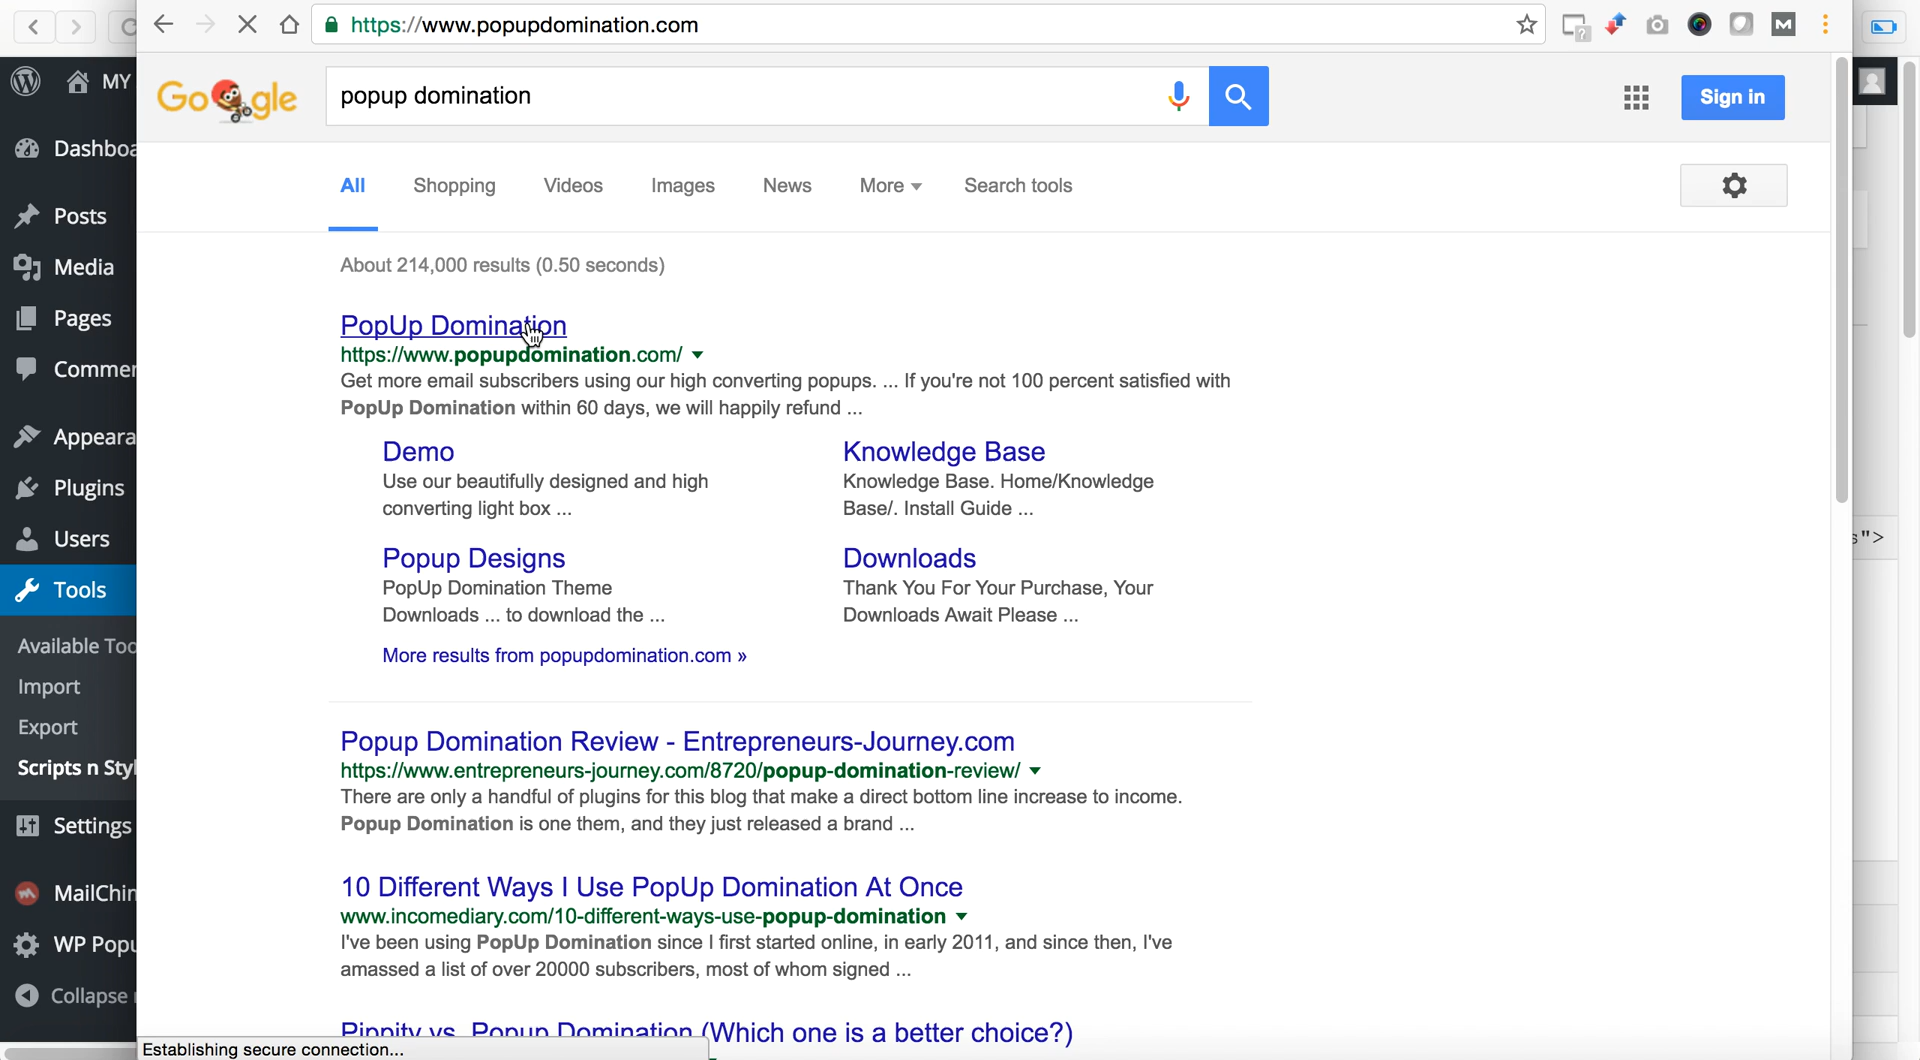 https://www.popupdomination.com
MY
Google
popup domination
Sign in
All Shopping Videos Images News More Search tools
About 214,000 results (0.50 seconds)
PopUp Domination
https://www.popupdomination.com/
Get more email subscribers using our high converting popups. ... If you're not 100 percent satisfied with
PopUp Domination within 60 days, we will happily refund ...
Demo
Use our beautifully designed and high
converting light box ...
Knowledge Base
Knowledge Base. Home/Knowledge
Base/. Install Guide ...
Popup Designs
PopUp Domination Theme
Downloads ... to download the ...
Downloads
Thank You For Your Purchase, Your
Downloads Await Please ...
More results from popupdomination.com »
Popup Domination Review - Entrepreneurs-Journey.com
https://www.entrepreneurs-journey.com/8720/popup-domination-review/
There are only a handful of plugins for this blog that make a direct bottom line increase to income.
Popup Domination is one them, and they just released a brand ...
10 Different Ways I Use PopUp Domination At Once
www.incomediary.com/10-different-ways-use-popup-domination
I've been using PopUp Domination since I first started online, in early 2011, and since then, I've
amassed a list of over 20000 subscribers, most of whom signed ...
Pippity vs. Popup Domination (Which one is a better choice?)
Establishing secure connection...
Dashboa
Posts
Media
Pages
Commer
Appeara
Plugins
Users
Tools
Available Too
Import
Export
Scripts n Styl
Settings
MailChin
WP Popu
Collapse
s">